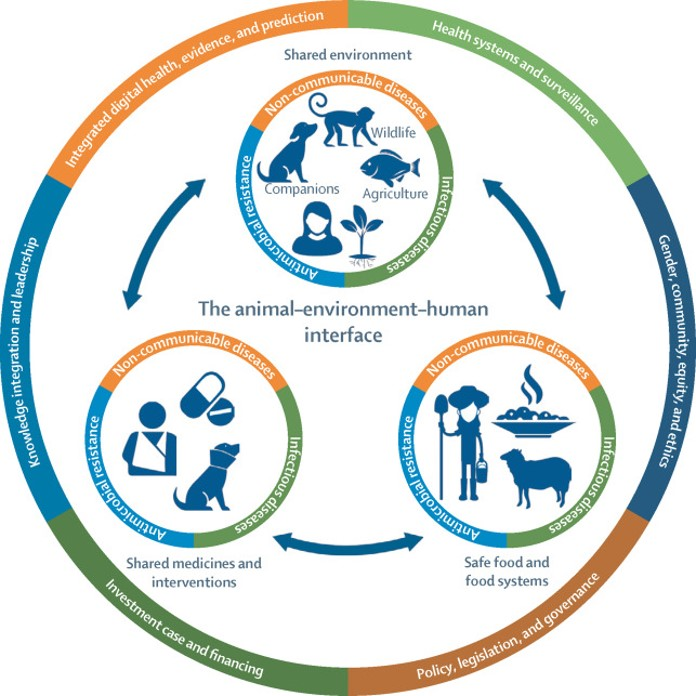 Integrated digital health, evidence, and prediction
Health systems and surveillance
Shared environment
Non-communicable diseases
Wildlife
Companions
Agriculture
Antimicrobial resistance
Infectious diseases
Knowledge integration and leadership
Gender, community, equity, and ethics
The animal–environment–human
interface
Non-communicable diseases
Antimicrobial resistance
Infectious diseases
Non-communicable diseases
Antimicrobial resistance
Infectious diseases
Shared medicines and
interventions
Safe food and
food systems
Investment case and financing
Policy, legislation, and governance